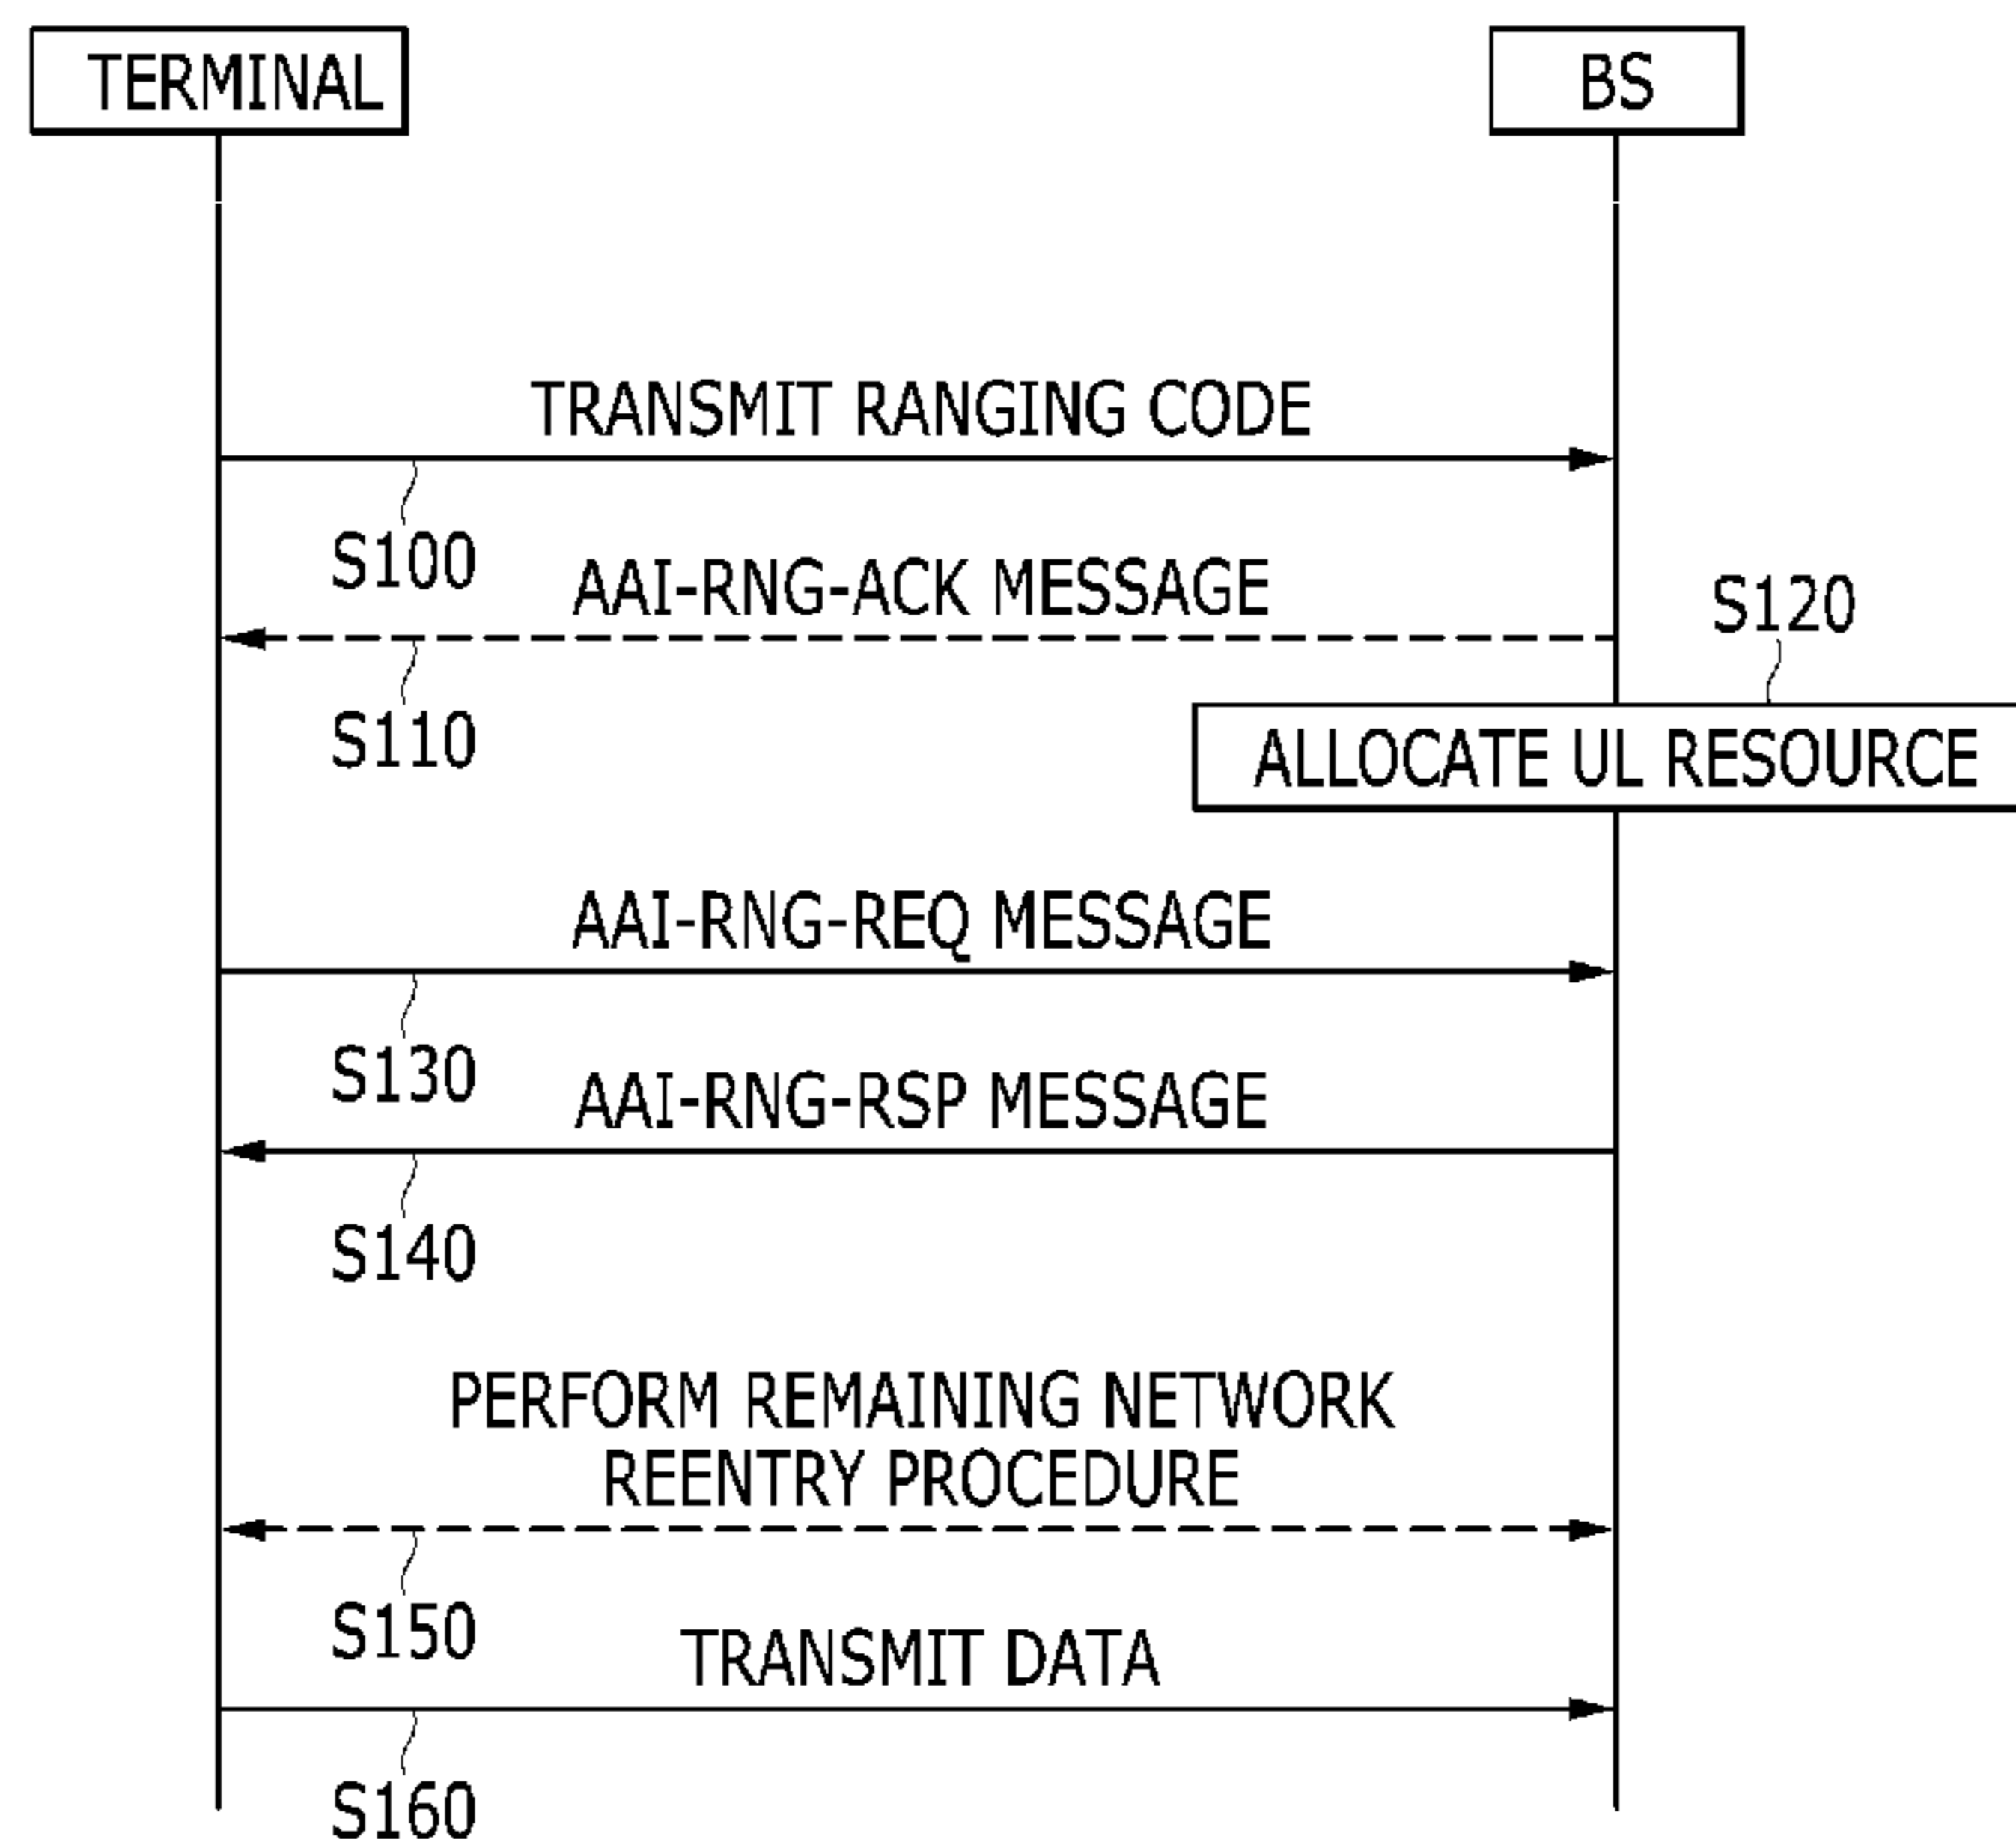 TERMINAL
BS
TRANSMIT RANGING CODE
S100
AAI-RNG-ACK MESSAGE
S110
S120
ALLOCATE UL RESOURCE
AAI-RNG-REQ MESSAGE
S130
AAI-RNG-RSP MESSAGE
S140
PERFORM REMAINING NETWORK
REENTRY PROCEDURE
S150
TRANSMIT DATA
S160